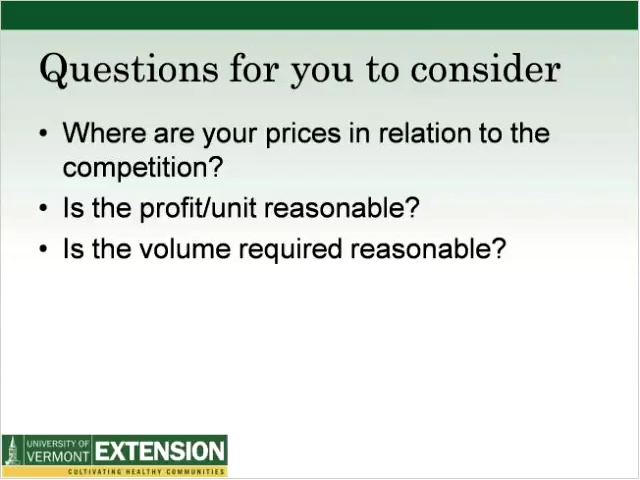 Questions for you to consider
• Where are your prices in relation to the
competition?
• Is the profit/unit reasonable?
• Is the volume required reasonable?
UNIVERSITY OF
VERMONT EXTENSION
CULTIVATING HEALTHY COMMUNITIES